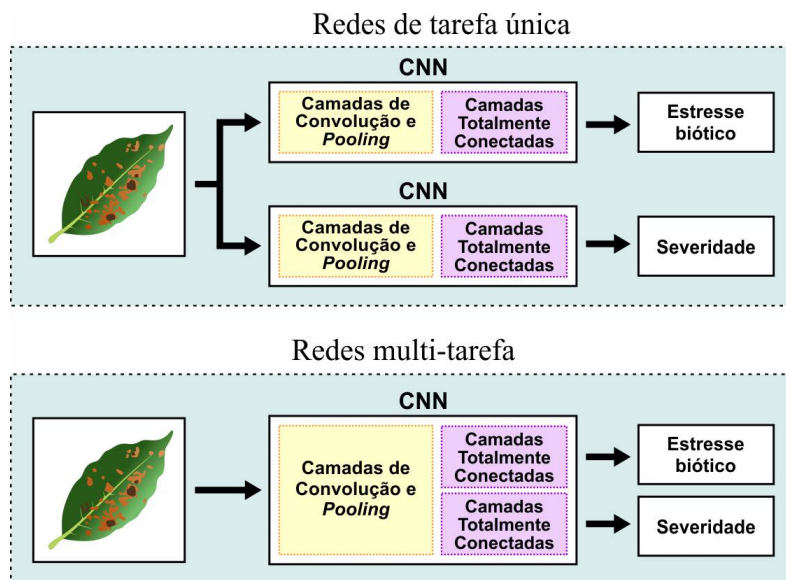 Redes de tarefa única
CNN
Camadas de
Convolução e
Pooling
Camadas
Totalmente
Conectadas
Estresse
biótico
CNN
Camadas de
Convolução e
Pooling
Camadas
Totalmente
Conectadas
Severidade
Redes multi-tarefa
CNN
Camadas de
Convolução e
Pooling
Camadas
Totalmente
Conectadas
Estresse
biótico
Camadas
Totalmente
Conectadas
Severidade